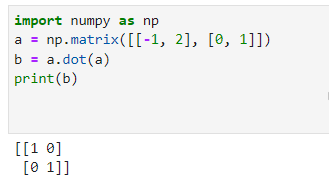 import numpy as np
a = np.matrix([[-1, 2], [0, 1]])
b = a.dot(a)
print(b)
[[1 0]
 [0 1]]